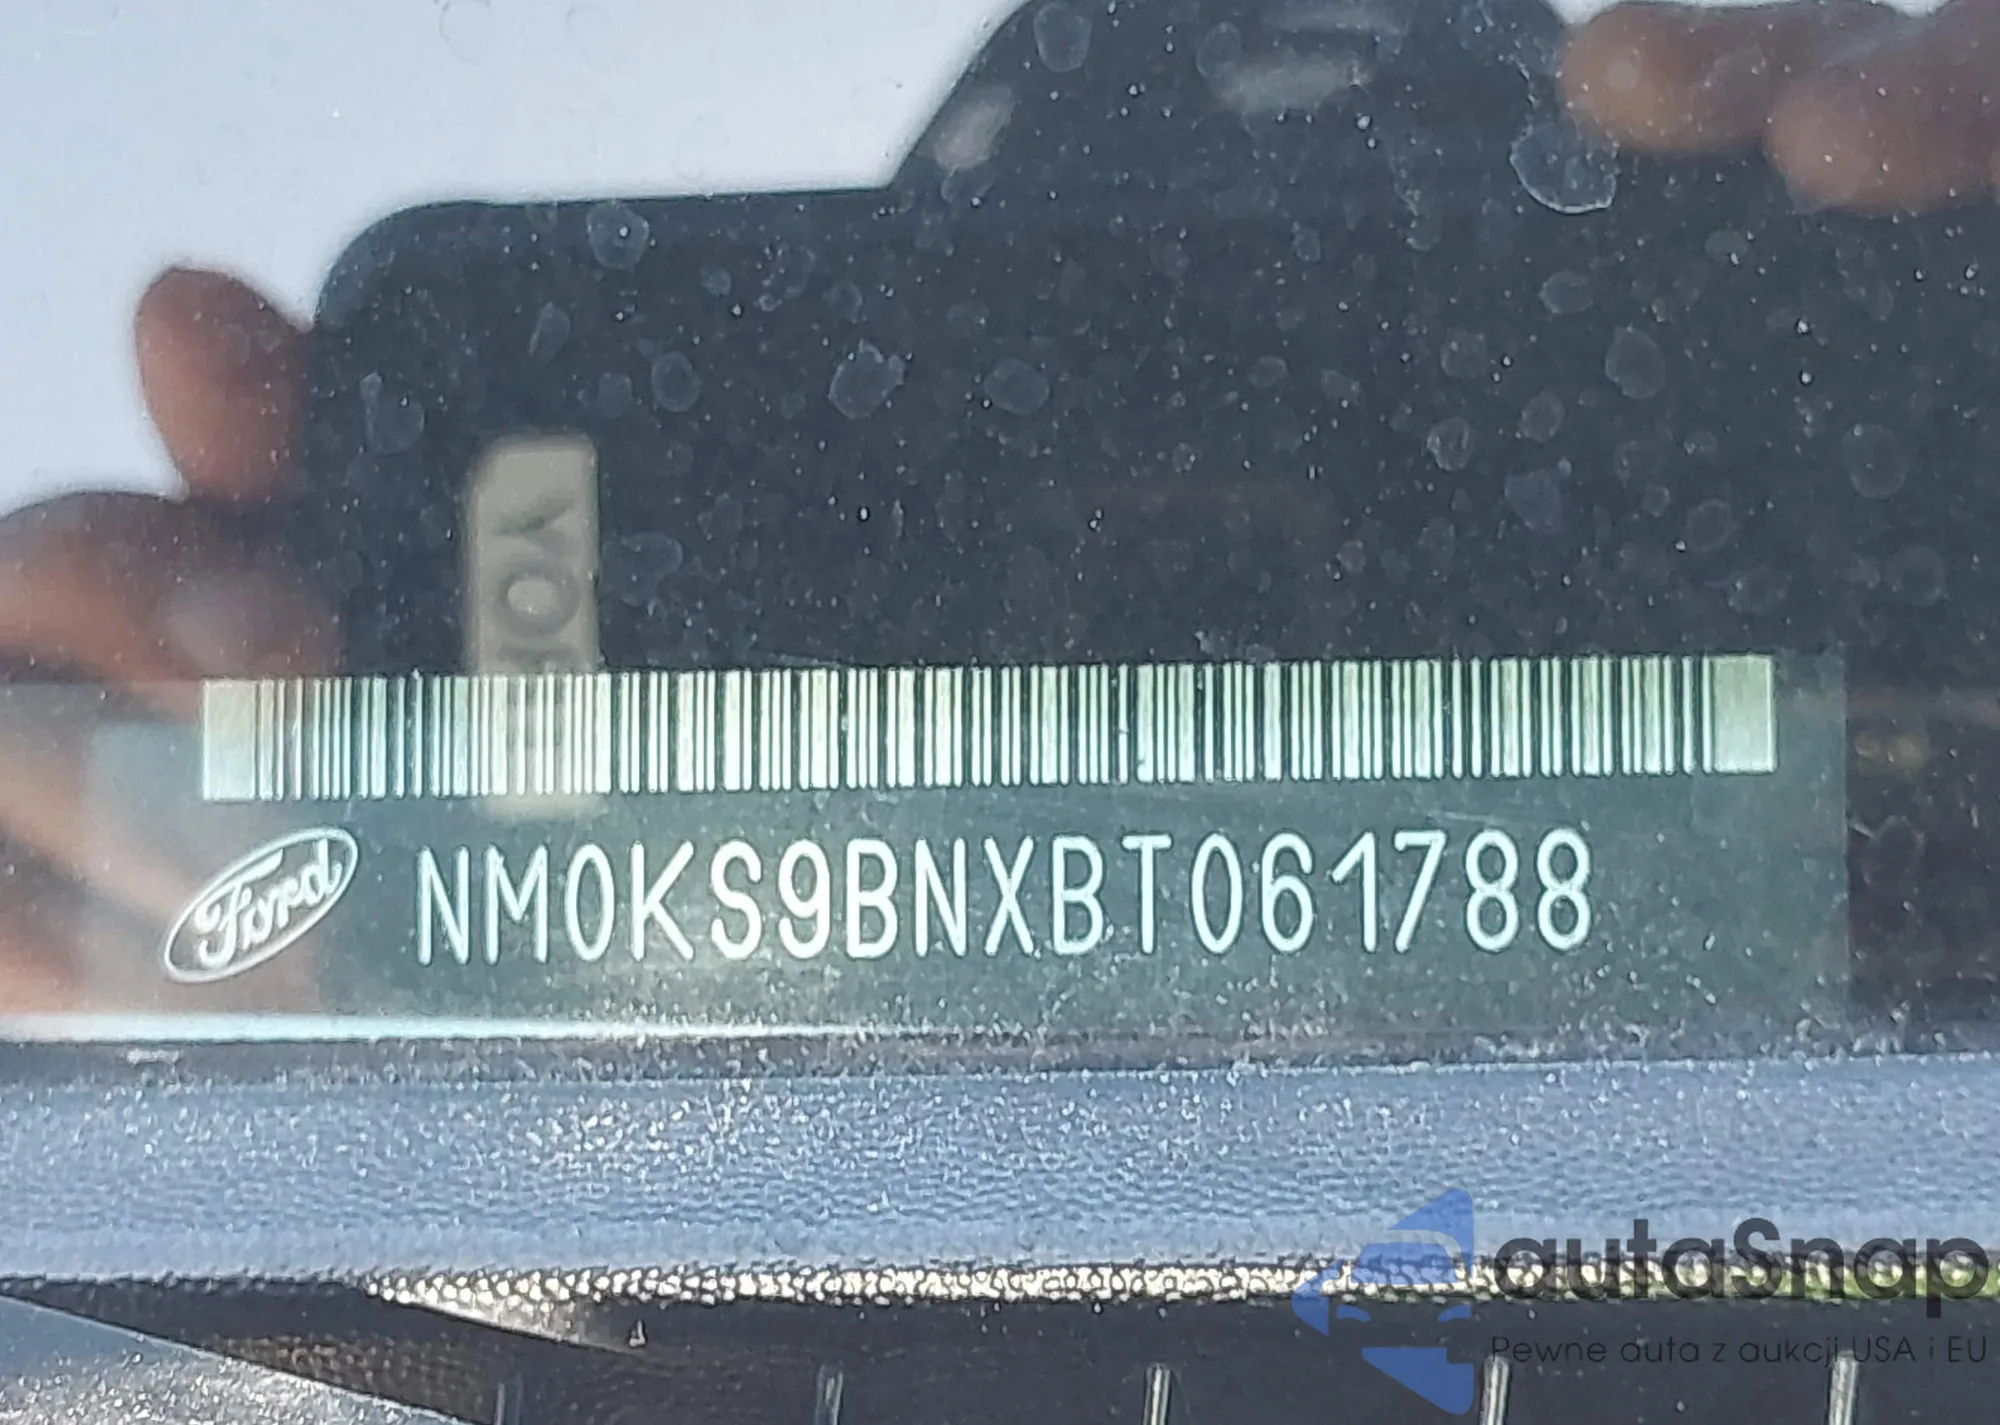 Ford NM0KS9BNXBT061788
autaSnap
Pewne auta z aukcji USA i EU